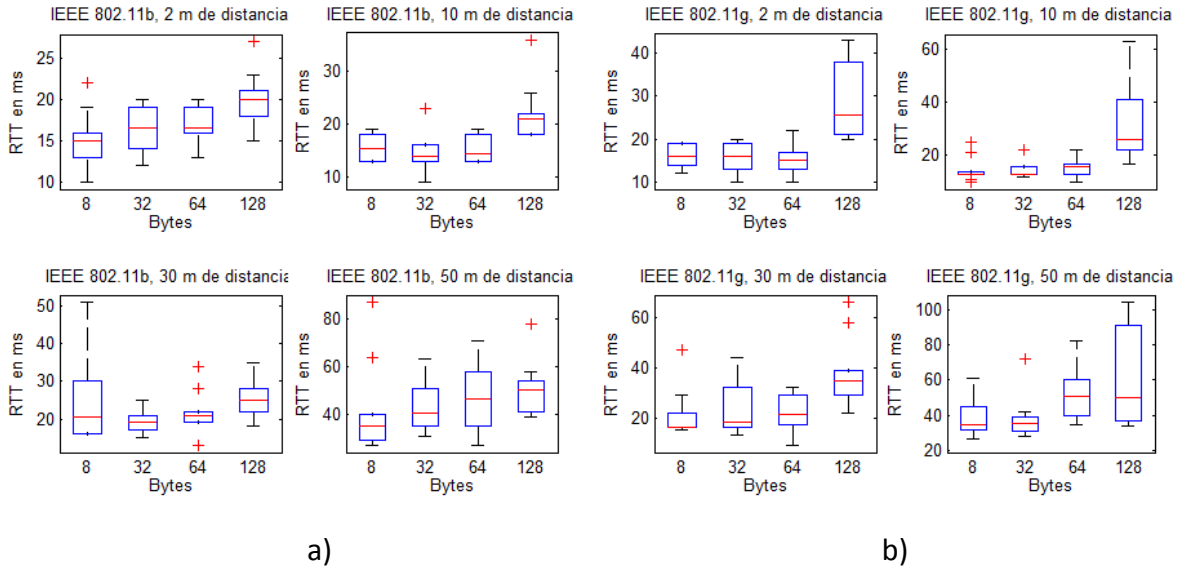 IEEE 802.11b, 2 m de distancia
RTT en ms
25
20
15
10
8 32 64 128
Bytes
IEEE 802.11b, 10 m de distancia
RTT en ms
30
20
10
8 32 64 128
Bytes
IEEE 802.11g, 2 m de distancia
RTT en ms
40
30
20
10
8 32 64 128
Bytes
IEEE 802.11g, 10 m de distancia
RTT en ms
60
40
20
8 32 64 128
Bytes
IEEE 802.11b, 30 m de distancia
RTT en ms
50
40
30
20
8 32 64 128
Bytes
IEEE 802.11b, 50 m de distancia
RTT en ms
80
60
40
8 32 64 128
Bytes
IEEE 802.11g, 30 m de distancia
RTT en ms
60
40
20
8 32 64 128
Bytes
IEEE 802.11g, 50 m de distancia
RTT en ms
100
80
60
40
20
8 32 64 128
Bytes
a)
b)